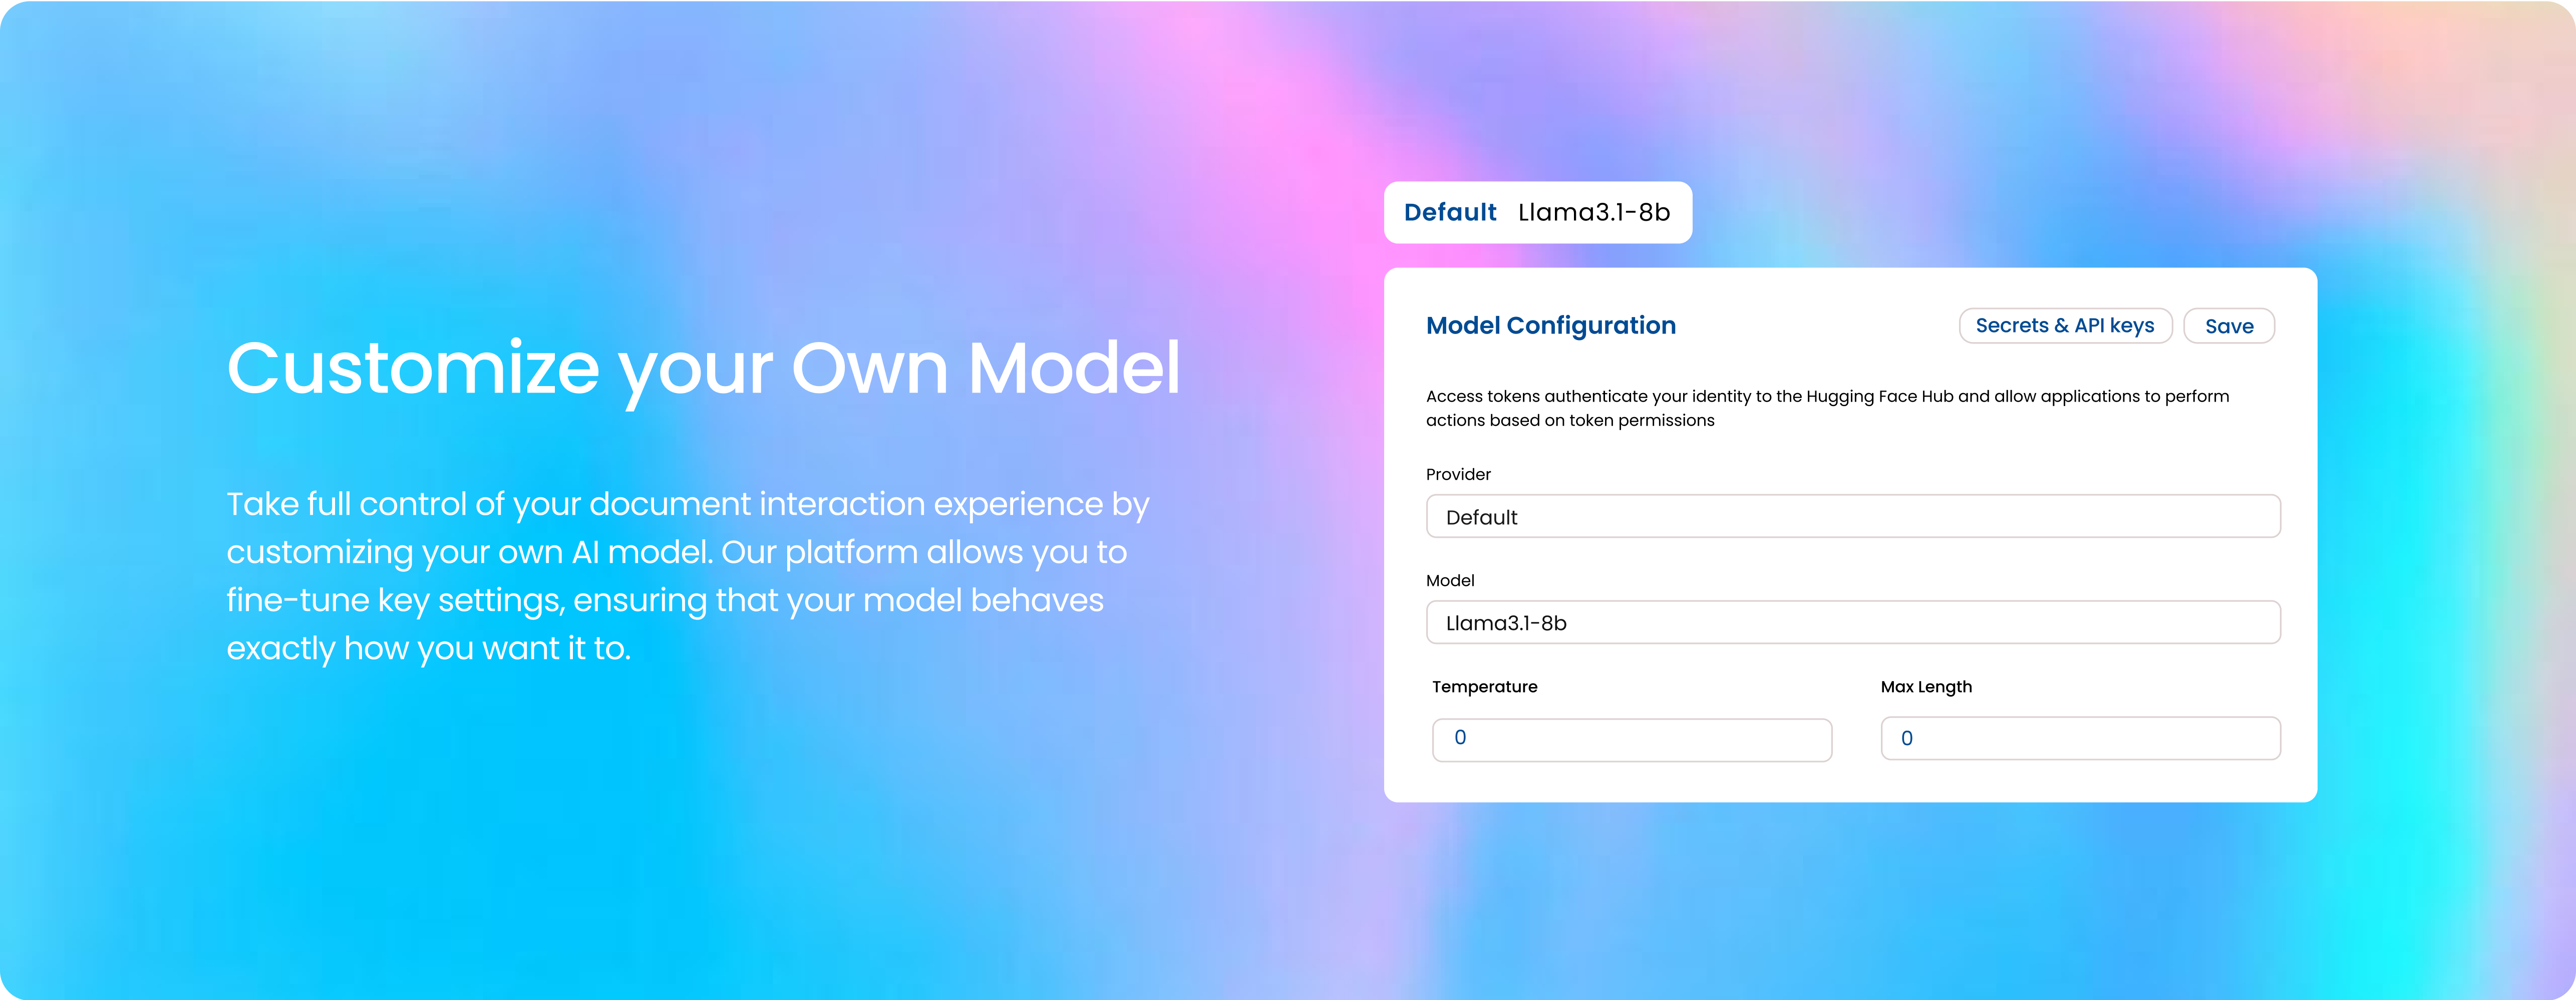 Customize your Own Model
Take full control of your document interaction experience by
customizing your own AI model. Our platform allows you to
fine-tune key settings, ensuring that your model behaves
exactly how you want it to.
Default Llama3.1-8b
Model Configuration
Secrets & API keys
Save
Access tokens authenticate your identity to the Hugging Face Hub and allow applications to perform
actions based on token permissions
Provider
Default
Model
Llama3.1-8b
Temperature
0
Max Length
0